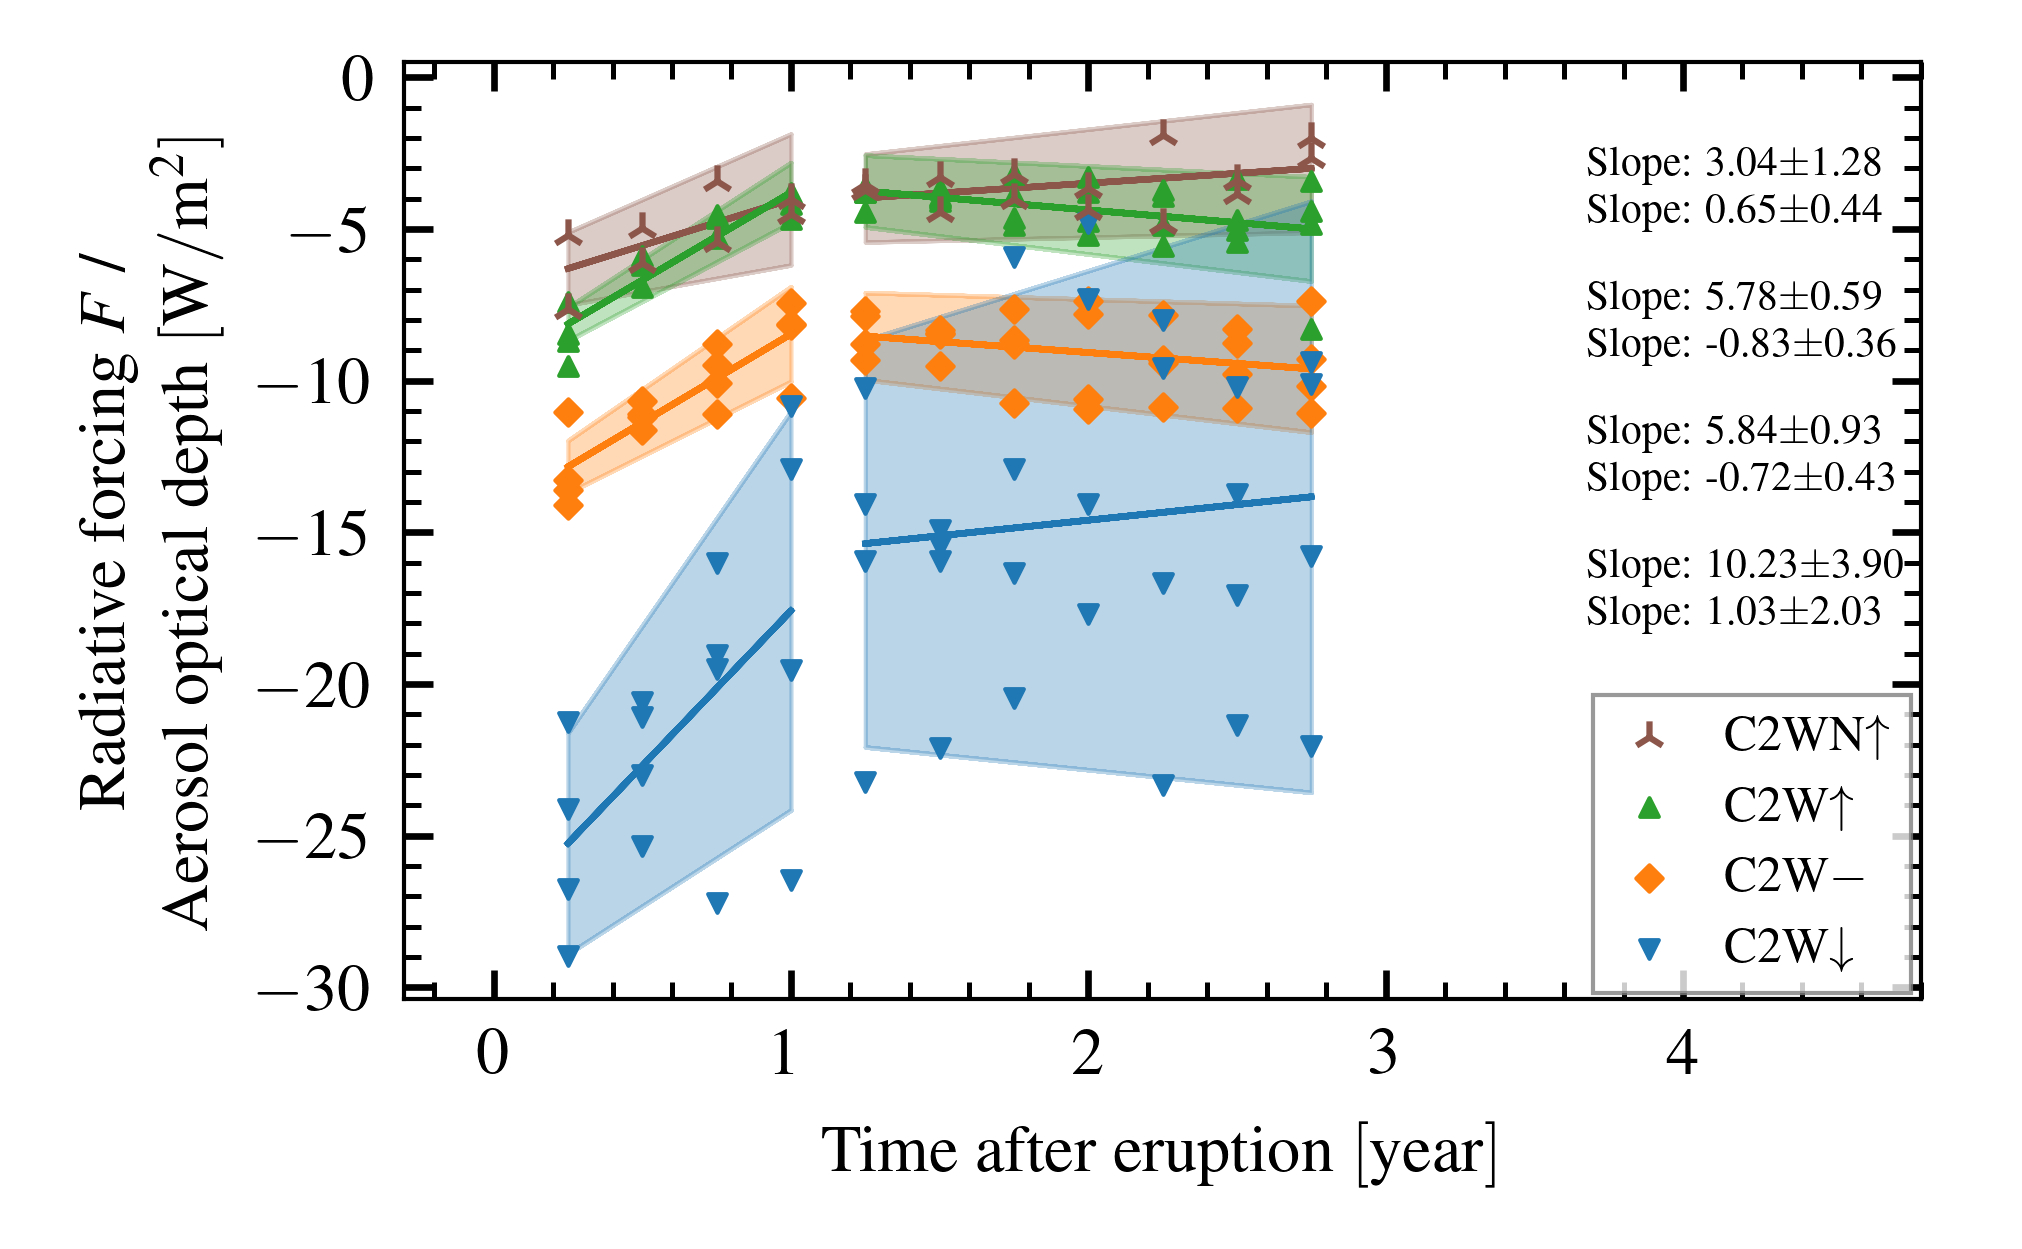 Radiative forcing F /
Aerosol optical depth [W/m²]
0
−5
−10
−15
−20
−25
−30
Slope: 3.04±1.28
Slope: 0.65±0.44
Slope: 5.78±0.59
Slope: -0.83±0.36
Slope: 5.84±0.93
Slope: -0.72±0.43
Slope: 10.23±3.90
Slope: 1.03±2.03
C2WN↑
C2W↑
C2W−
C2W↓
0 1 2 3 4
Time after eruption [year]